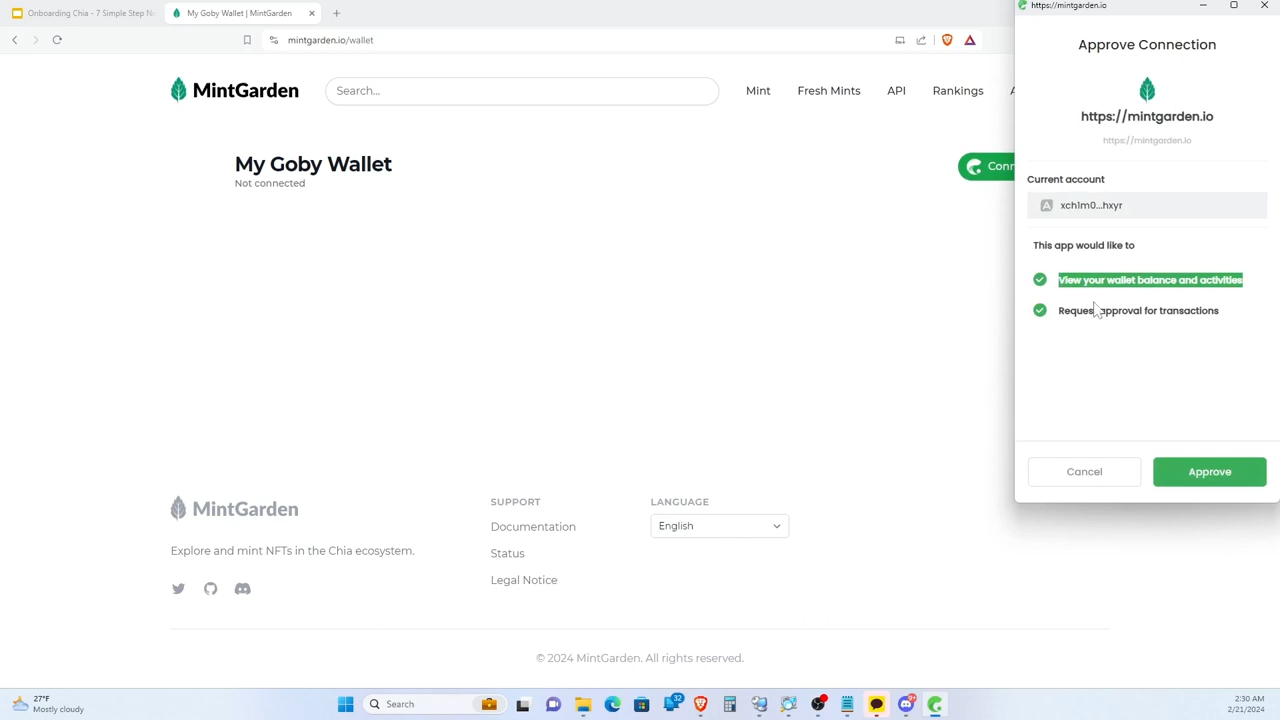 Onboarding Chia - 7 Simple Step N
My Goby Wallet | MintGarden
mintgarden.io/wallet
MintGarden
Search...
Mint
Fresh Mints
API
Rankings
My Goby Wallet
Not connected
Conn
https://mintgarden.io
Approve Connection
https://mintgarden.io
https://mintgarden.io
Current account
A xch1m0...hxyr
This app would like to
View your wallet balance and activities
Request approval for transactions
Cancel
Approve
MintGarden
Explore and mint NFTs in the Chia ecosystem.
SUPPORT
Documentation
Status
Legal Notice
LANGUAGE
English
© 2024 MintGarden. All rights reserved.
27°F
Mostly cloudy
Search
32
9+
2:30 AM
2/21/2024